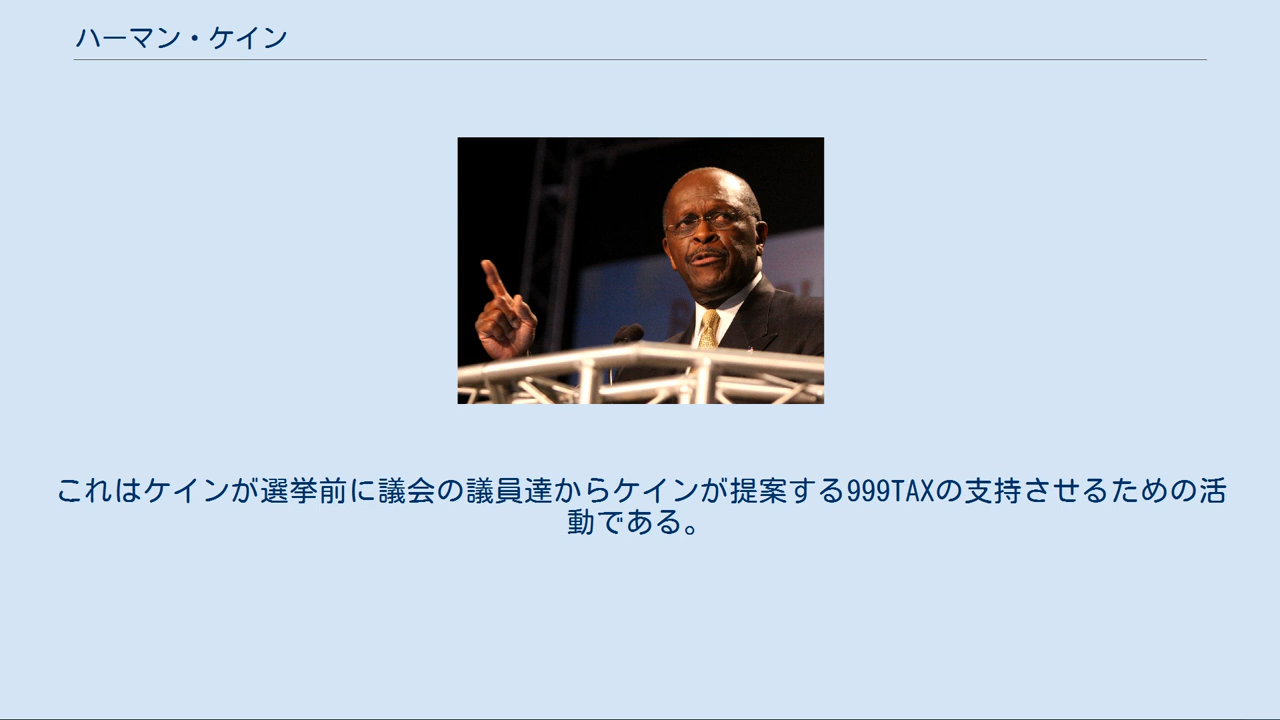 ハーマン・ケイン
これはケインが選挙前に議会の議員達からケインが提案する999TAXの支持させるための活
動である。